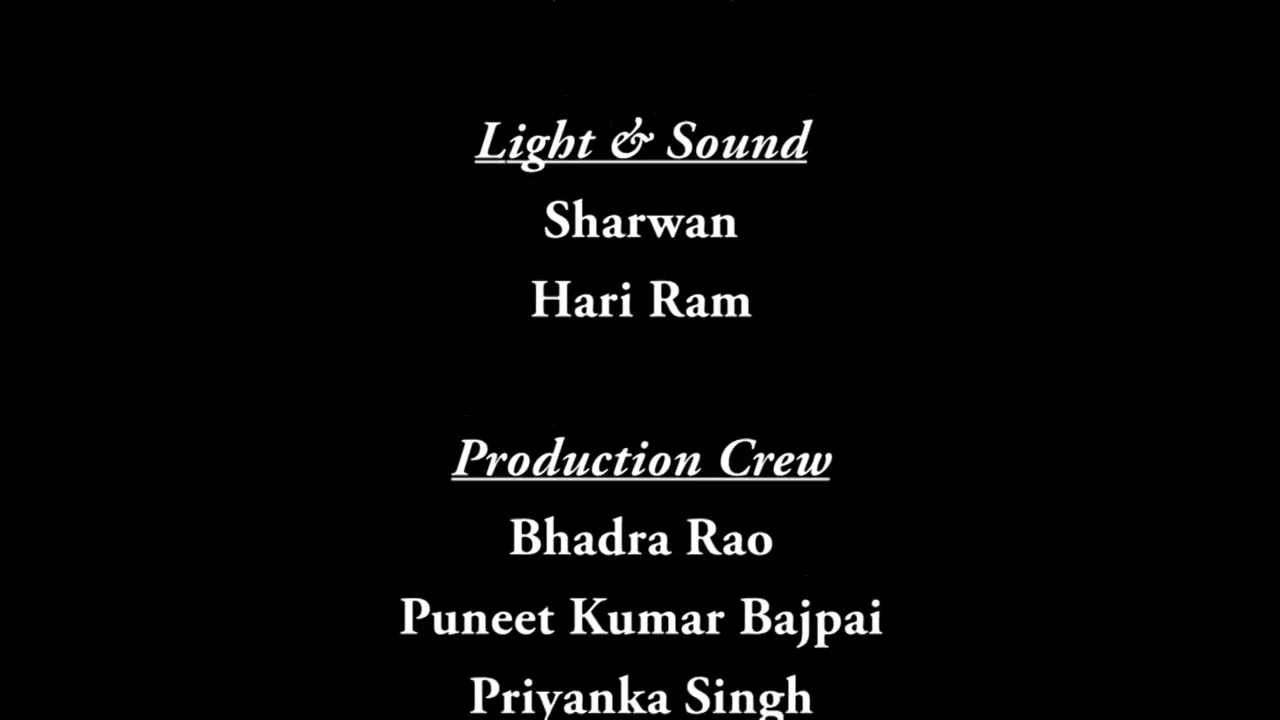 Light & Sound
Sharwan
Hari Ram
Production Crew
Bhadra Rao
Puneet Kumar Bajpai
Priyanka Singh